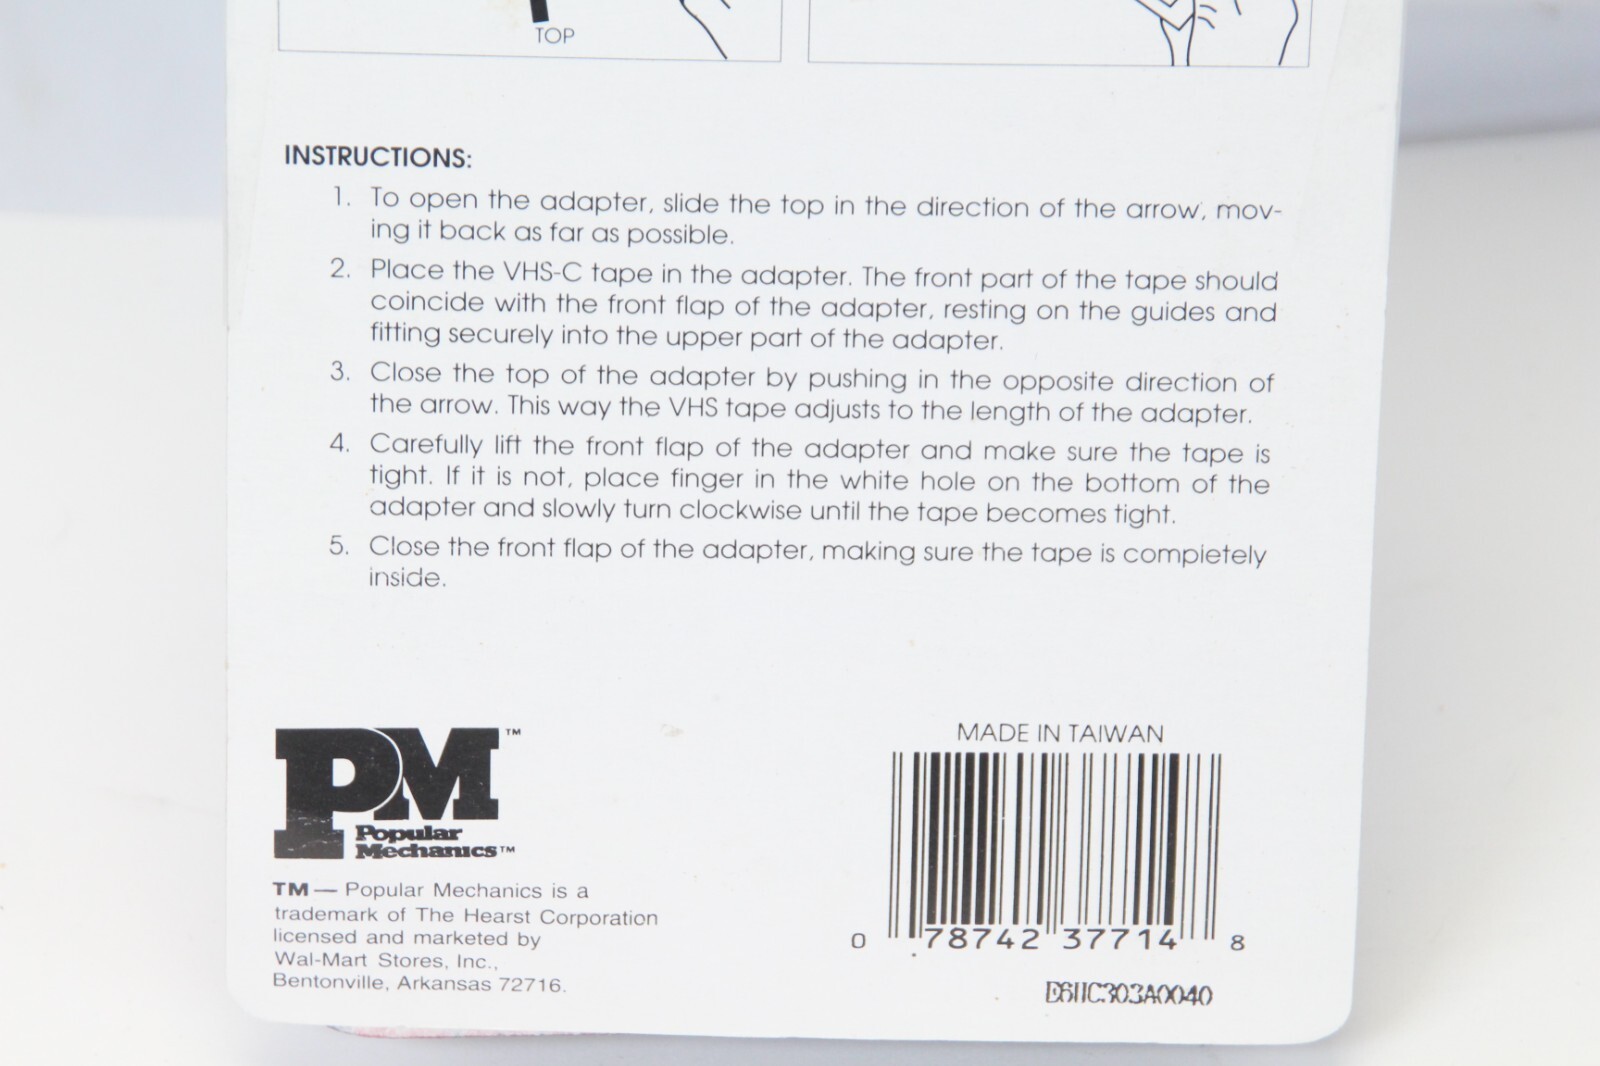 TOP
INSTRUCTIONS:
1. To open the adapter, slide the top in the direction of the arrow, mov-
ing it back as far as possible.
2. Place the VHS-C tape in the adapter. The front part of the tape should
coincide with the front flap of the adapter, resting on the guides and
fitting securely into the upper part of the adapter.
3. Close the top of the adapter by pushing in the opposite direction of
the arrow. This way the VHS tape adjusts to the length of the adapter.
4. Carefully lift the front flap of the adapter and make sure the tape is
tight. If it is not, place finger in the white hole on the bottom of the
adapter and slowly turn clockwise until the tape becomes tight.
5. Close the front flap of the adapter, making sure the tape is completely
inside.
PM™
Popular
Mechanics™
TM — Popular Mechanics is a
trademark of The Hearst Corporation
licensed and marketed by
Wal-Mart Stores, Inc.,
Bentonville, Arkansas 72716.
MADE IN TAIWAN
0 78742 37714 8